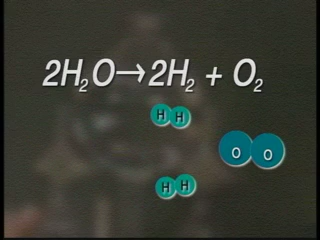 2H₂O→2H₂ + O₂
H H
O O
H H